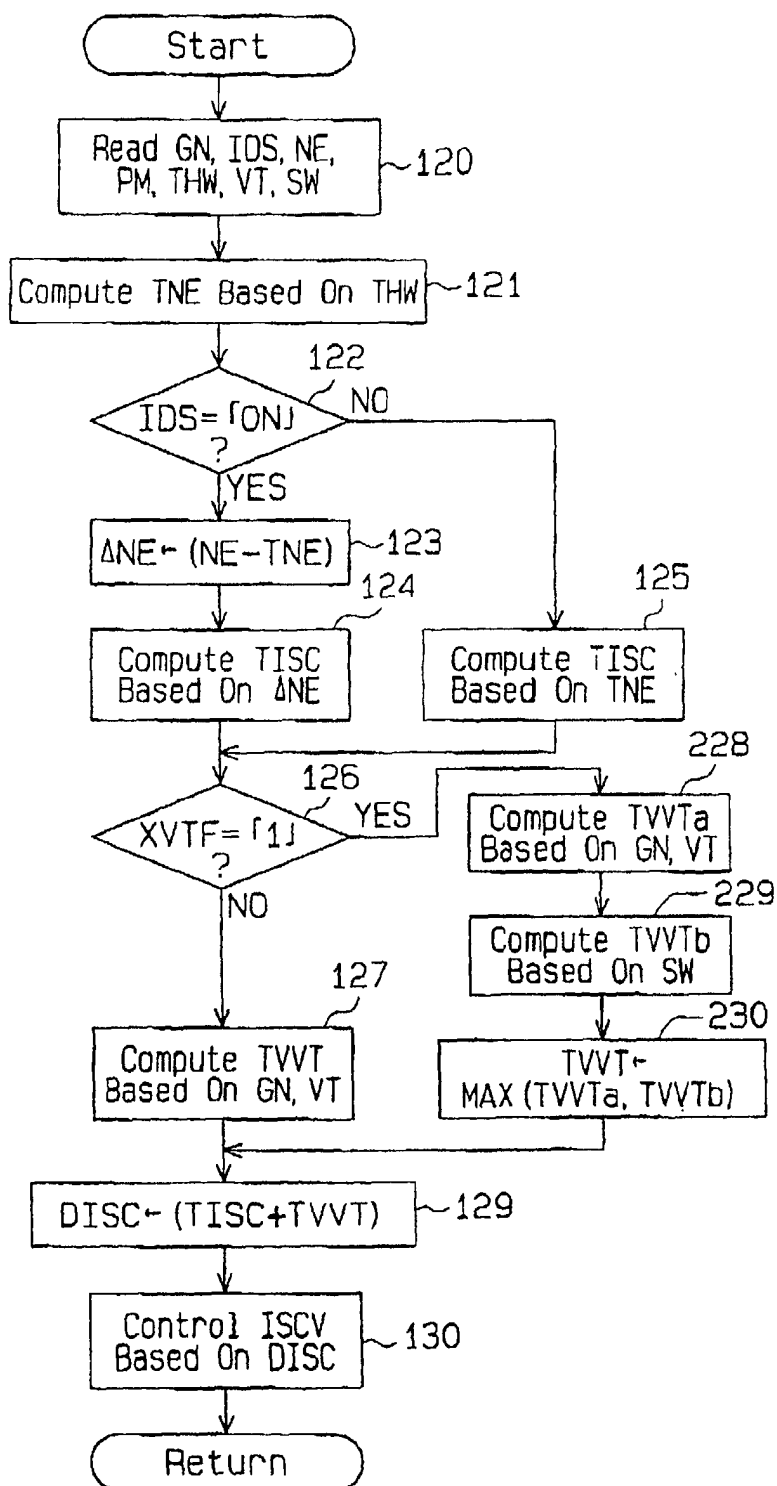 Start
Read GN, IDS, NE,
PM, THW, VT, SW
120
Compute TNE Based On THW
121
122
IDS=「ON」
?
NO
YES
ΔNE←(NE-TNE)
123
124
Compute TISC
Based On ΔNE
125
Compute TISC
Based On TNE
126
XVTF=「1」
?
YES
NO
228
Compute TVVTa
Based On GN, VT
229
Compute TVVTb
Based On SW
127
Compute TVVT
Based On GN, VT
230
TVVT←
MAX(TVVTa, TVVTb)
DISC←(TISC+TVVT)
129
Control ISCV
Based On DISC
130
Return